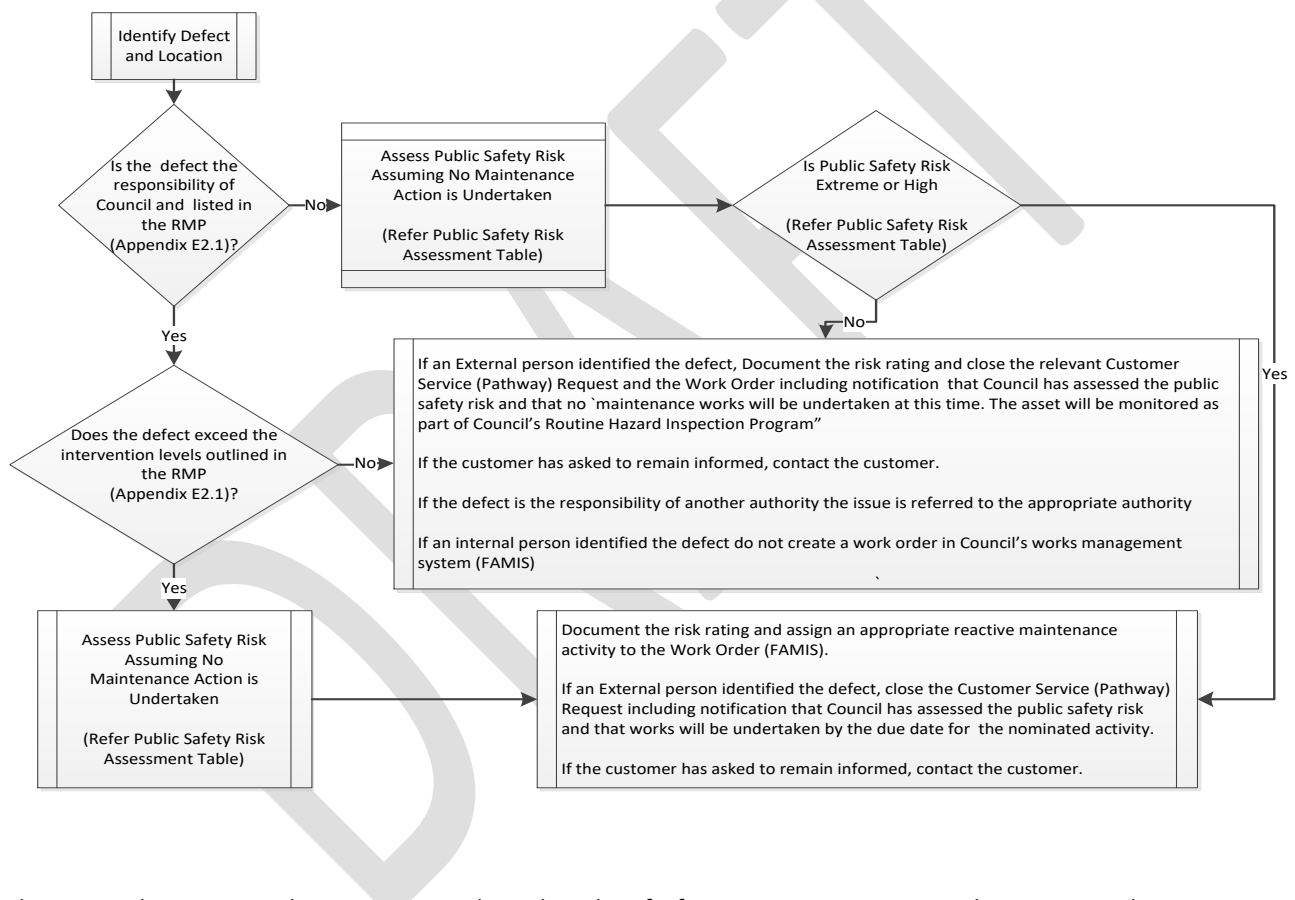 Identify Defect
and Location
Is the defect the
responsibility of
Council and listed in
the RMP
(Appendix E2.1)?
No
Assess Public Safety Risk
Assuming No Maintenance
Action is Undertaken
(Refer Public Safety Risk
Assessment Table)
Is Public Safety Risk
Extreme or High
(Refer Public Safety Risk
Assessment Table)
No
Yes
Yes
Does the defect exceed the
intervention levels outlined in
the RMP
(Appendix E2.1)?
No
If an External person identified the defect, Document the risk rating and close the relevant Customer
Service (Pathway) Request and the Work Order including notification that Council has assessed the public
safety risk and that no `maintenance works will be undertaken at this time. The asset will be monitored as
part of Council’s Routine Hazard Inspection Program”
If the customer has asked to remain informed, contact the customer.
If the defect is the responsibility of another authority the issue is referred to the appropriate authority
If an internal person identified the defect do not create a work order in Council’s works management
system (FAMIS)
`
Yes
Assess Public Safety Risk
Assuming No
Maintenance Action is
Undertaken
(Refer Public Safety Risk
Assessment Table)
Document the risk rating and assign an appropriate reactive maintenance
activity to the Work Order (FAMIS).
If an External person identified the defect, close the Customer Service (Pathway)
Request including notification that Council has assessed the public safety risk
and that works will be undertaken by the due date for the nominated activity.
If the customer has asked to remain informed, contact the customer.
DRAFT